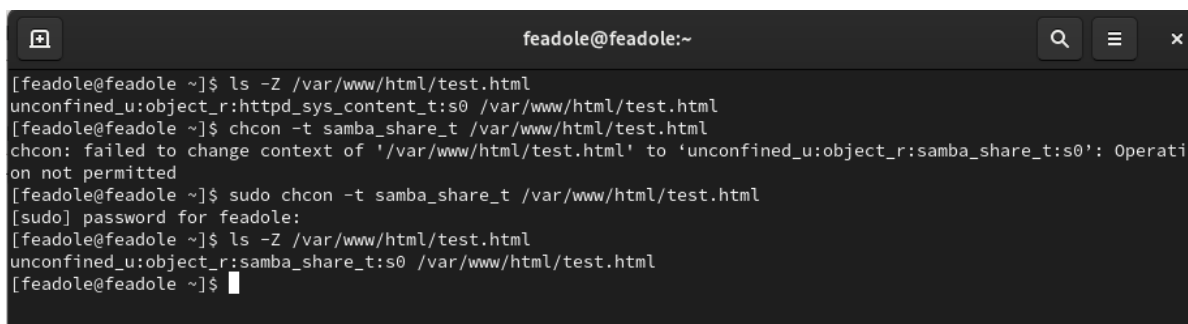 feadole@feadole:~
[feadole@feadole ~]$ ls -Z /var/www/html/test.html
unconfined_u:object_r:httpd_sys_content_t:s0 /var/www/html/test.html
[feadole@feadole ~]$ chcon -t samba_share_t /var/www/html/test.html
chcon: failed to change context of '/var/www/html/test.html' to ‘unconfined_u:object_r:samba_share_t:s0’: Operati
on not permitted
[feadole@feadole ~]$ sudo chcon -t samba_share_t /var/www/html/test.html
[sudo] password for feadole:
[feadole@feadole ~]$ ls -Z /var/www/html/test.html
unconfined_u:object_r:samba_share_t:s0 /var/www/html/test.html
[feadole@feadole ~]$